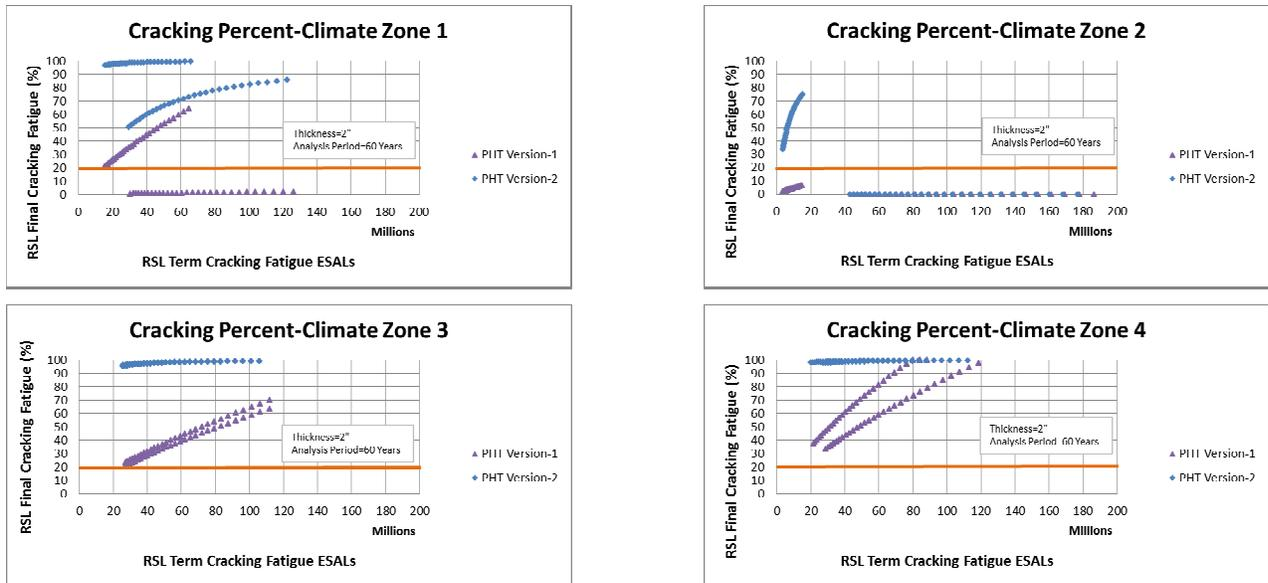 Cracking Percent-Climate Zone 1
RSL Final Cracking Fatigue (%)
100
90
80
70
60
50
40
30
20
10
0
Thickness=2"
Analysis Period=60 Years
PHT Version-1
PHT Version-2
0 20 40 60 80 100 120 140 160 180 200
Millions
RSL Term Cracking Fatigue ESALs
Cracking Percent-Climate Zone 2
RSL Final Cracking Fatigue (%)
100
90
80
70
60
50
40
30
20
10
0
Thickness=2"
Analysis Period=60 Years
PHT Version-1
PHT Version-2
0 20 40 60 80 100 120 140 160 180 200
Millions
RSL Term Cracking Fatigue ESALs
Cracking Percent-Climate Zone 3
RSL Final Cracking Fatigue (%)
100
90
80
70
60
50
40
30
20
10
0
Thickness=2"
Analysis Period=60 Years
PHT Version-1
PHT Version-2
0 20 40 60 80 100 120 140 160 180 200
Millions
RSL Term Cracking Fatigue ESALs
Cracking Percent-Climate Zone 4
RSL Final Cracking Fatigue (%)
100
90
80
70
60
50
40
30
20
10
0
Thickness=2"
Analysis Period=60 Years
PHT Version-1
PHT Version-2
0 20 40 60 80 100 120 140 160 180 200
Millions
RSL Term Cracking Fatigue ESALs